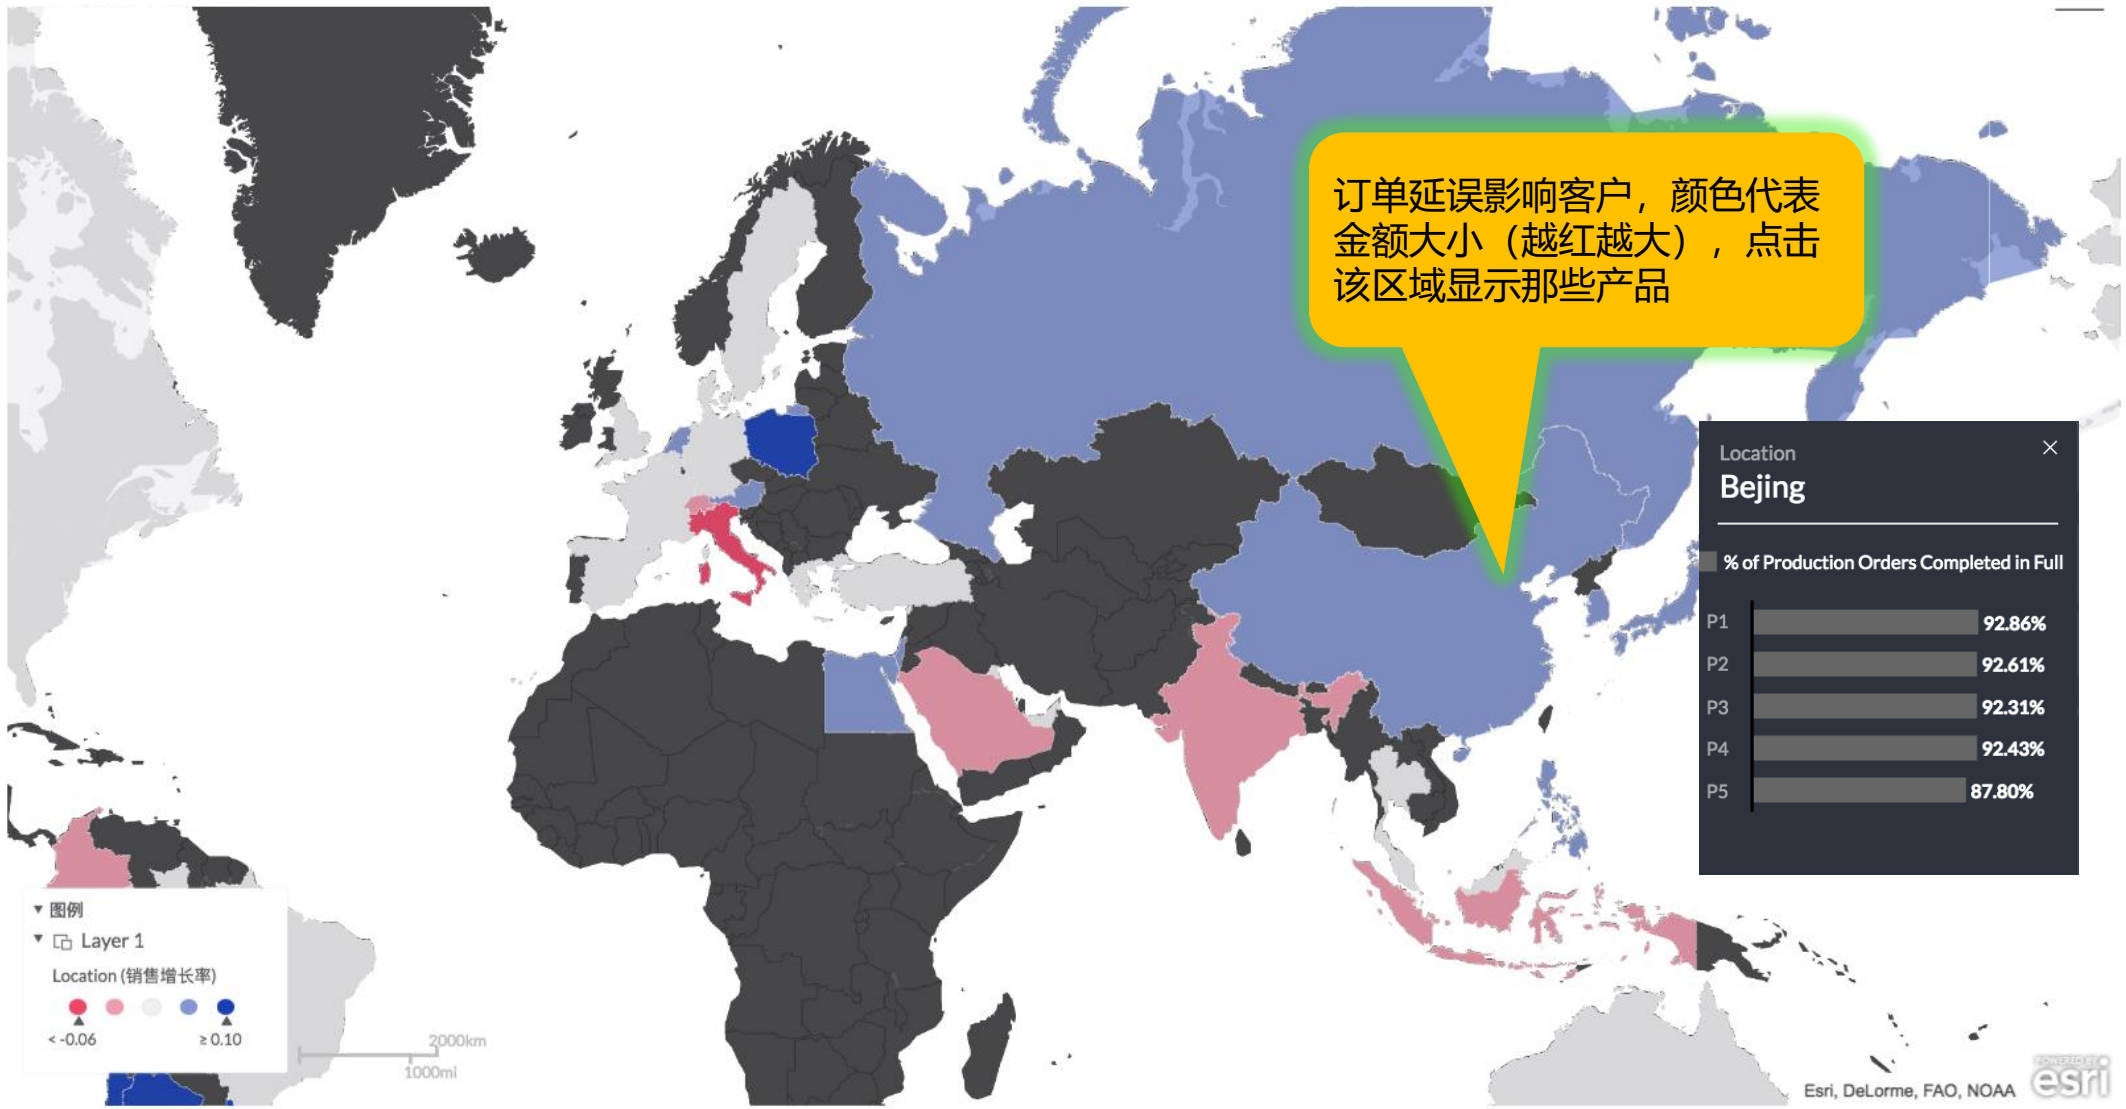 订单延误影响客户，颜色代表
金额大小（越红越大），点击
该区域显示那些产品
Location
Bejing
% of Production Orders Completed in Full
P1 92.86%
P2 92.61%
P3 92.31%
P4 92.43%
P5 87.80%
图例
Layer 1
Location (销售增长率)
< -0.06 ≥ 0.10
2000km
1000mi
Esri, DeLorme, FAO, NOAA
POWERED BY
esri